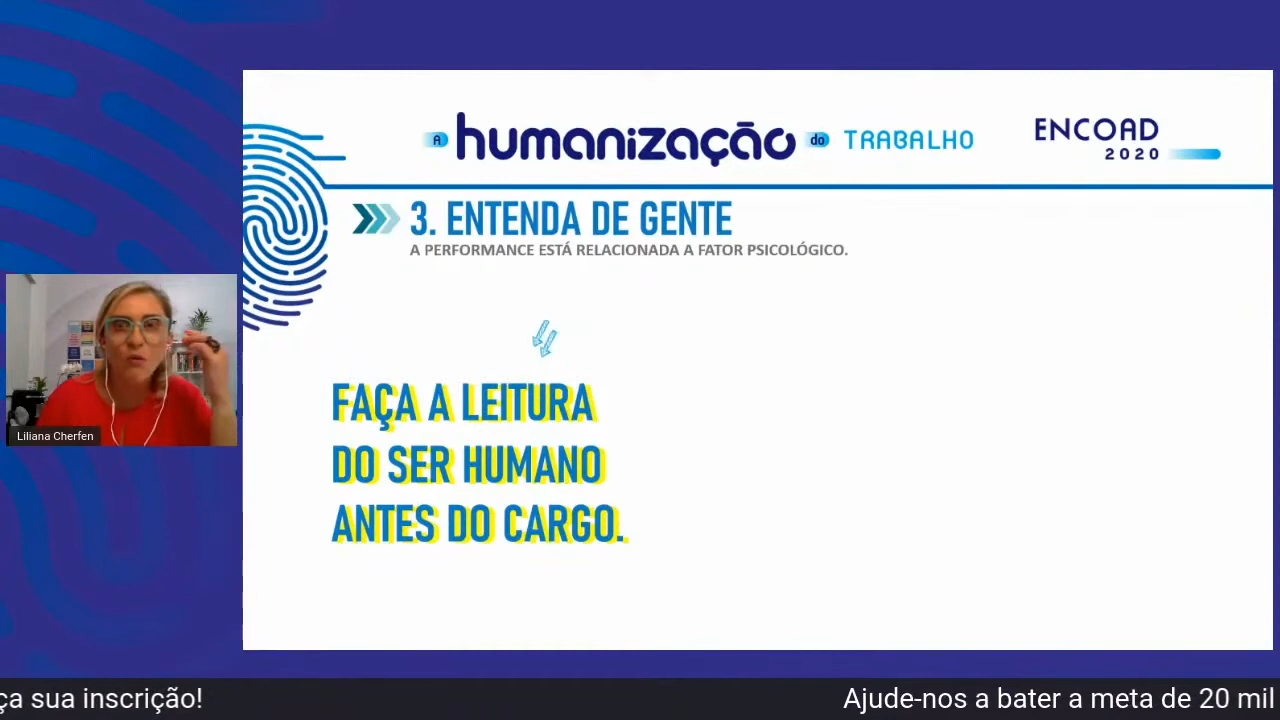 A humanização do TRABALHO
ENCOAD
2020
3. ENTENDA DE GENTE
A PERFORMANCE ESTÁ RELACIONADA A FATOR PSICOLÓGICO.
FAÇA A LEITURA
DO SER HUMANO
ANTES DO CARGO.
Liliana Cherfen
ça sua inscrição!
Ajude-nos a bater a meta de 20 mil